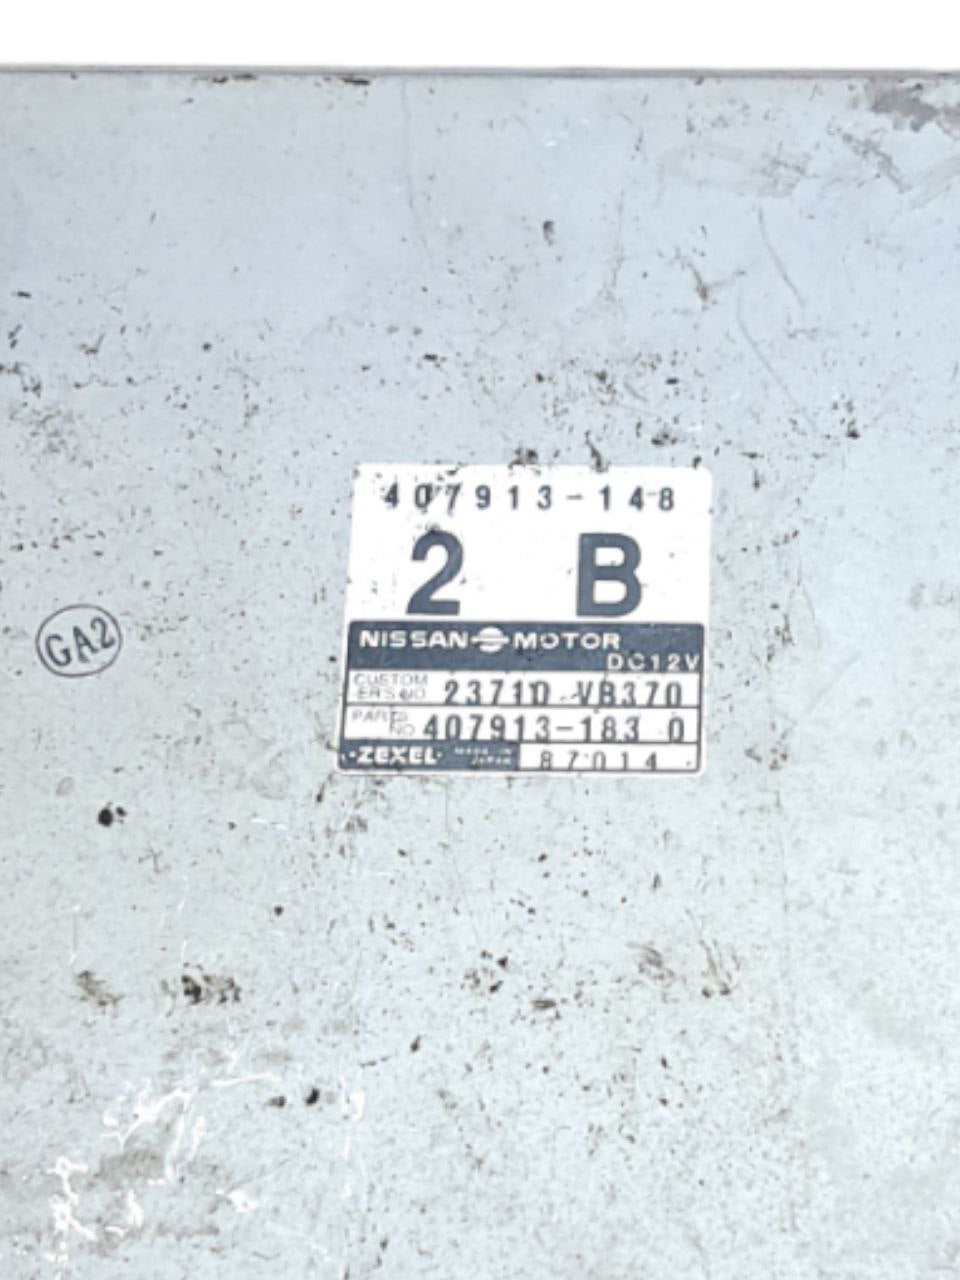 407913-148
2 B
NISSAN MOTOR
DC12V
CUSTOM
ER'S NO 23710-VB370
PARTS
NO 407913-183 0
·ZEXEL· MADE IN
JAPAN 87014
GA2